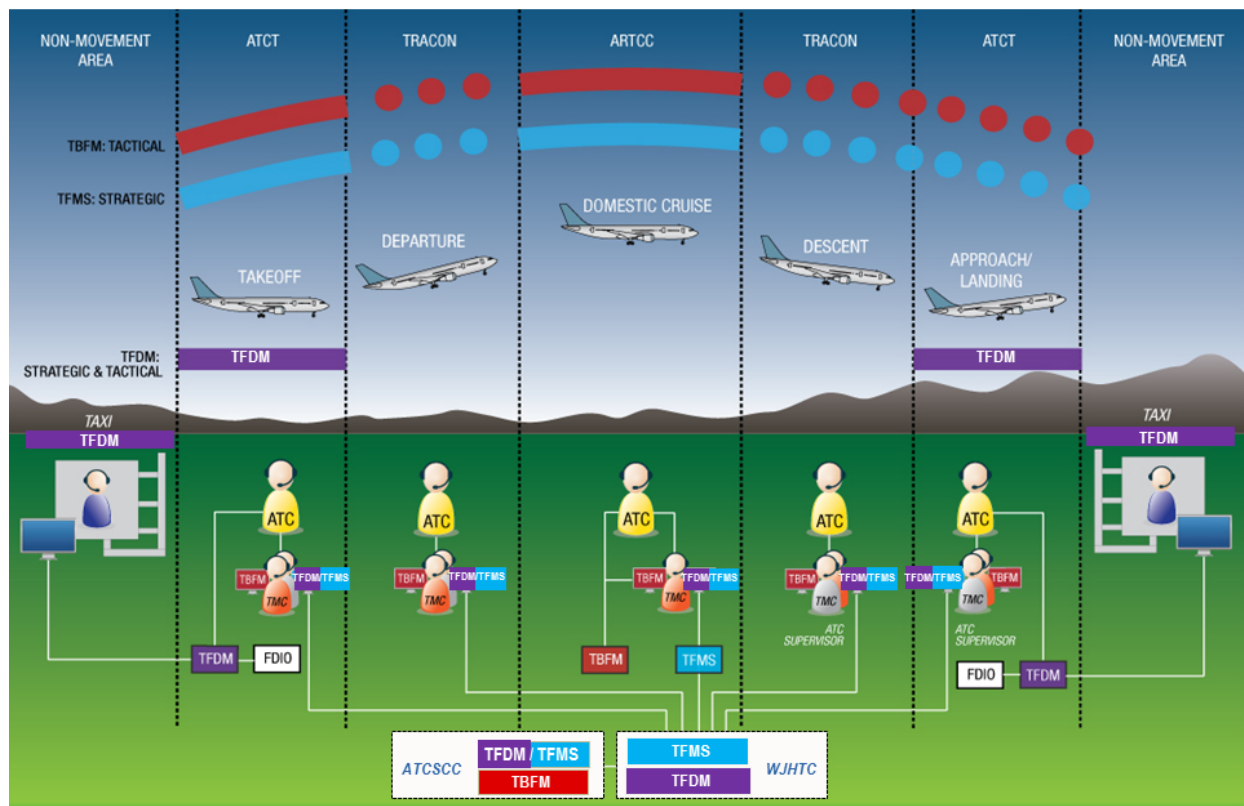 NON-MOVEMENT
AREA
ATCT
TRACON
ARTCC
TRACON
ATCT
NON-MOVEMENT
AREA
TBFM: TACTICAL
TFMS: STRATEGIC
TAKEOFF
DEPARTURE
DOMESTIC CRUISE
DESCENT
APPROACH/
LANDING
TFDM:
STRATEGIC & TACTICAL
TFDM
TFDM
TAXI
TFDM
TAXI
TFDM
ATC
ATC
ATC
ATC
ATC
TBFM
TMC
TFDM/TFMS
TBFM
TMC
TFDM/TFMS
TBFM
TMC
TFDM/TFMS
TBFM
TMC
TFDM/TFMS
TFDM/TFMS
TMC
TBFM
ATC
SUPERVISOR
ATC
SUPERVISOR
TFDM
FDIO
TBFM
TFMS
FDIO
TFDM
ATCSCC
TFDM / TFMS
TBFM
TFMS
TFDM
WJHTC